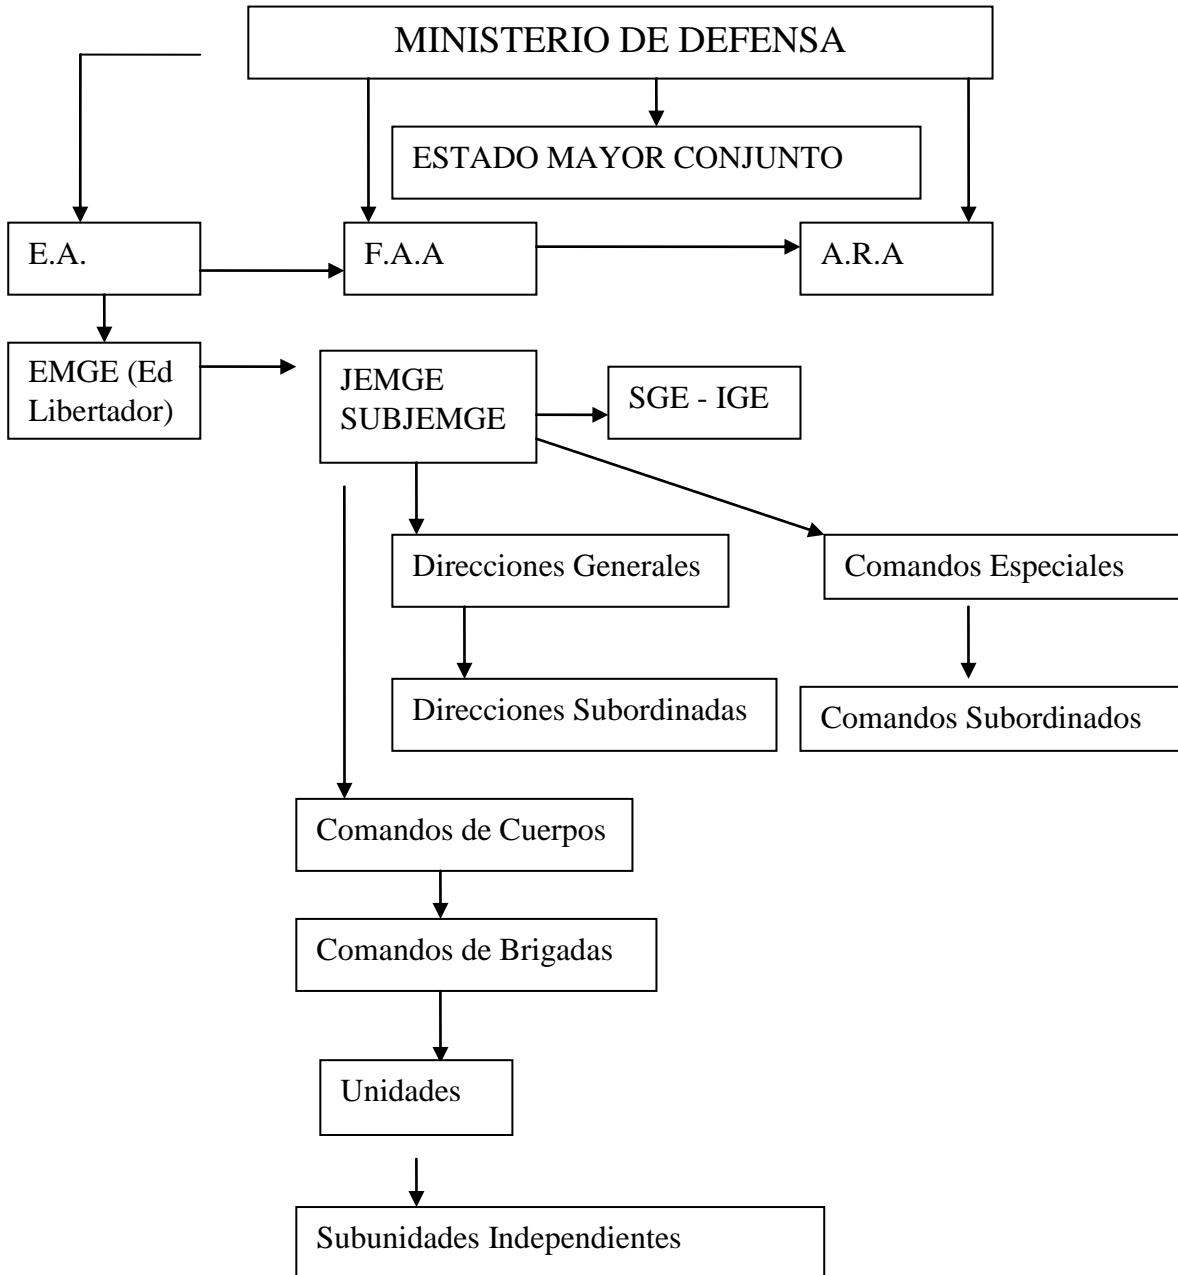 MINISTERIO DE DEFENSA
ESTADO MAYOR CONJUNTO
E.A.
F.A.A
A.R.A
EMGE (Ed
Libertador)
JEMGE
SUBJEMGE
SGE - IGE
Direcciones Generales
Comandos Especiales
Direcciones Subordinadas
Comandos Subordinados
Comandos de Cuerpos
Comandos de Brigadas
Unidades
Subunidades Independientes